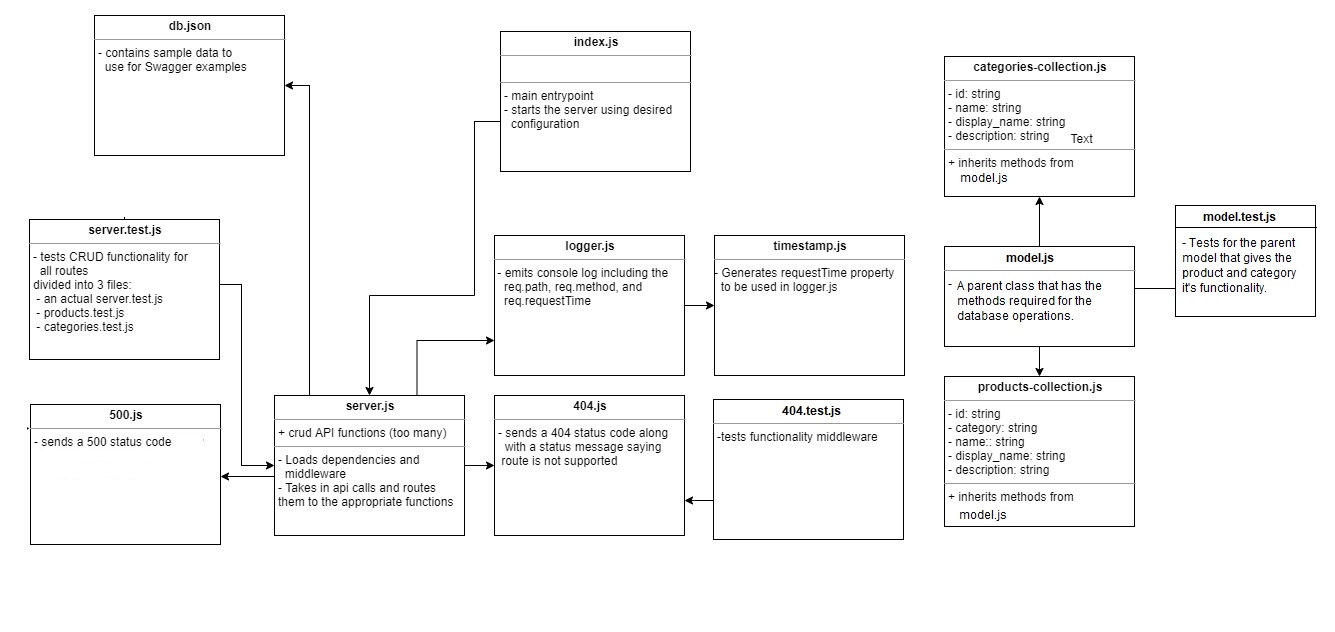 db.json
- contains sample data to
use for Swagger examples
index.js
- main entrypoint
- starts the server using desired
configuration
categories-collection.js
- id: string
- name: string
- display_name: string
- description: string
Text
+ inherits methods from
model.js
server.test.js
- tests CRUD functionality for
all routes
divided into 3 files:
- an actual server.test.js
- products.test.js
- categories.test.js
logger.js
- emits console log including the
req.path, req.method, and
req.requestTime
timestamp.js
- Generates requestTime property
to be used in logger.js
model.js
- A parent class that has the
methods required for the
database operations.
model.test.js
- Tests for the parent
model that gives the
product and category
it's functionality.
500.js
- sends a 500 status code
server.js
+ crud API functions (too many)
- Loads dependencies and
middleware
- Takes in api calls and routes
them to the appropriate functions
404.js
- sends a 404 status code along
with a status message saying
route is not supported
404.test.js
-tests functionality middleware
products-collection.js
- id: string
- category: string
- name:: string
- display_name: string
- description: string
+ inherits methods from
model.js